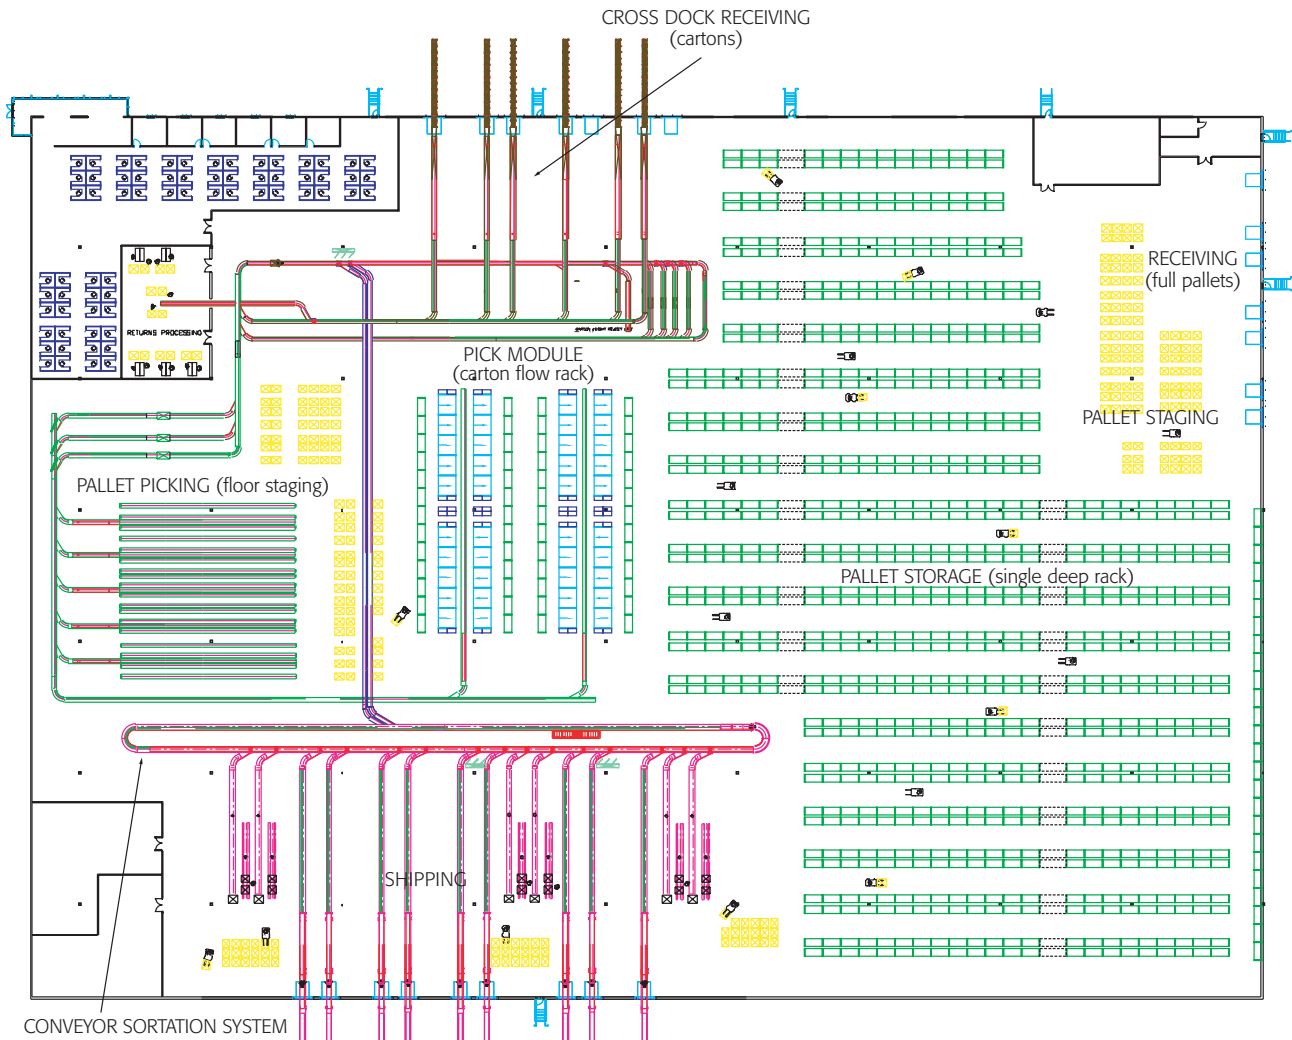 CROSS DOCK RECEIVING
(cartons)
RECEIVING
(full pallets)
RETURNS PROCESSING
PICK MODULE
(carton flow rack)
PALLET STAGING
PALLET PICKING (floor staging)
PALLET STORAGE (single deep rack)
SHIPPING
CONVEYOR SORTATION SYSTEM